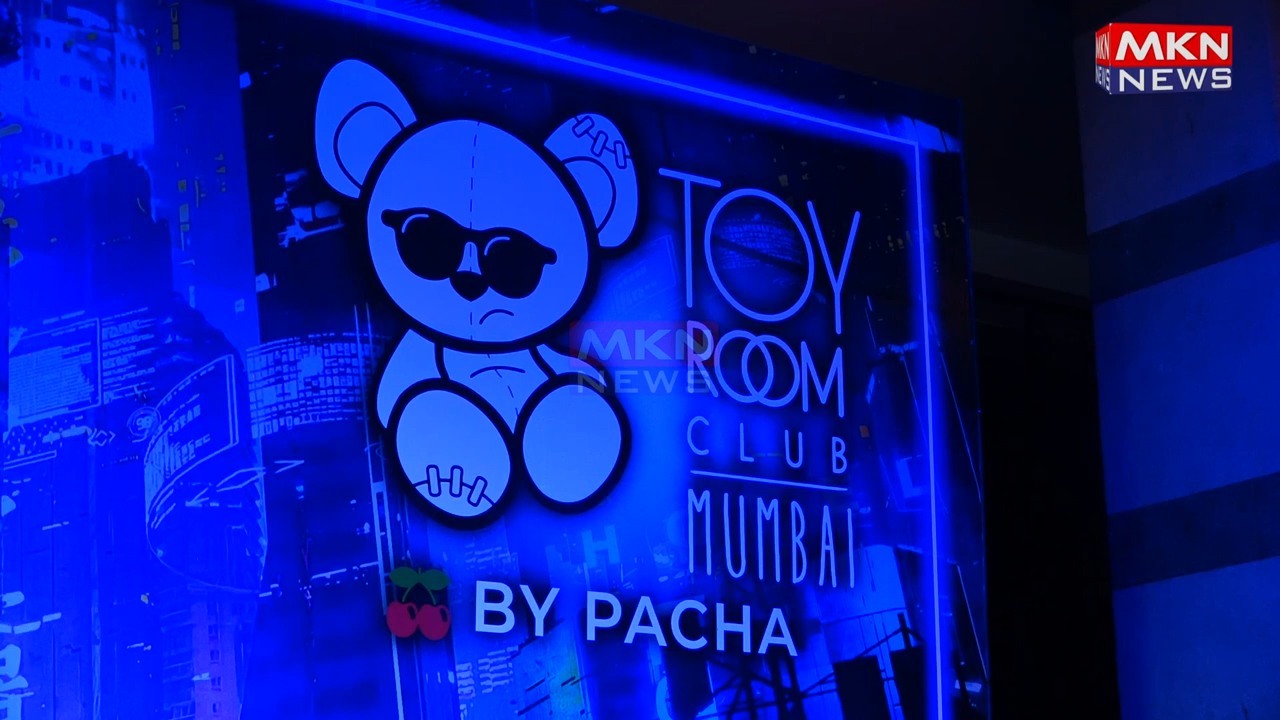 MKN
NEWS
TOY
ROOM
CLUB
MUMBAI
BY PACHA
MKN
NEWS